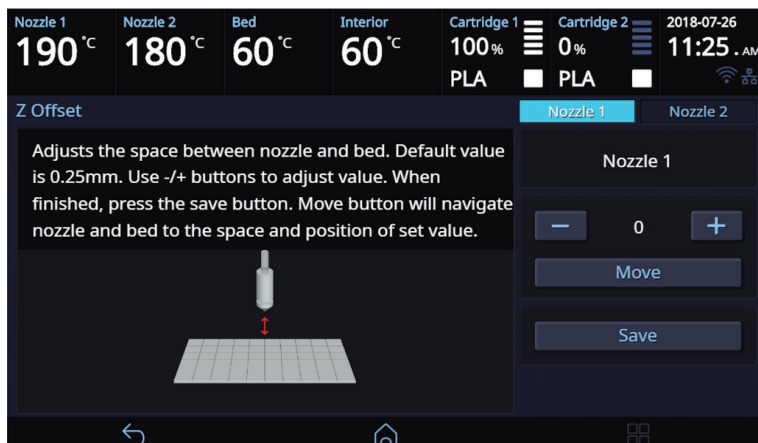 Nozzle 1 Nozzle 2 Bed Interior Cartridge 1 Cartridge 2 2018-07-26
190 °C 180 °C 60 °C 60 °C 100 % 0 % 11:25 . AM
PLA PLA
Z Offset Nozzle 1 Nozzle 2
Adjusts the space between nozzle and bed. Default value
is 0.25mm. Use -/+ buttons to adjust value. When
finished, press the save button. Move button will navigate
nozzle and bed to the space and position of set value.
Nozzle 1
− 0 +
Move
Save